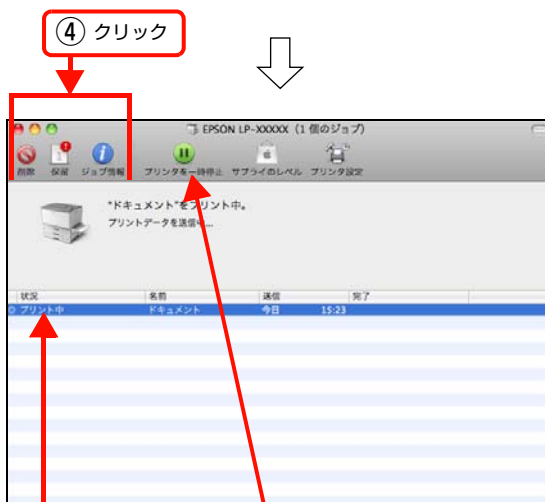 ④ クリック
EPSON LP-XXXXX（1 個のジョブ）
削除 保留 ジョブ情報 プリンタを一時停止 サプライのレベル プリンタ設定
"ドキュメント"をプリント中。
プリントデータを送信中...
状況 名前 送信 完了
プリント中 ドキュメント 今日 15:23